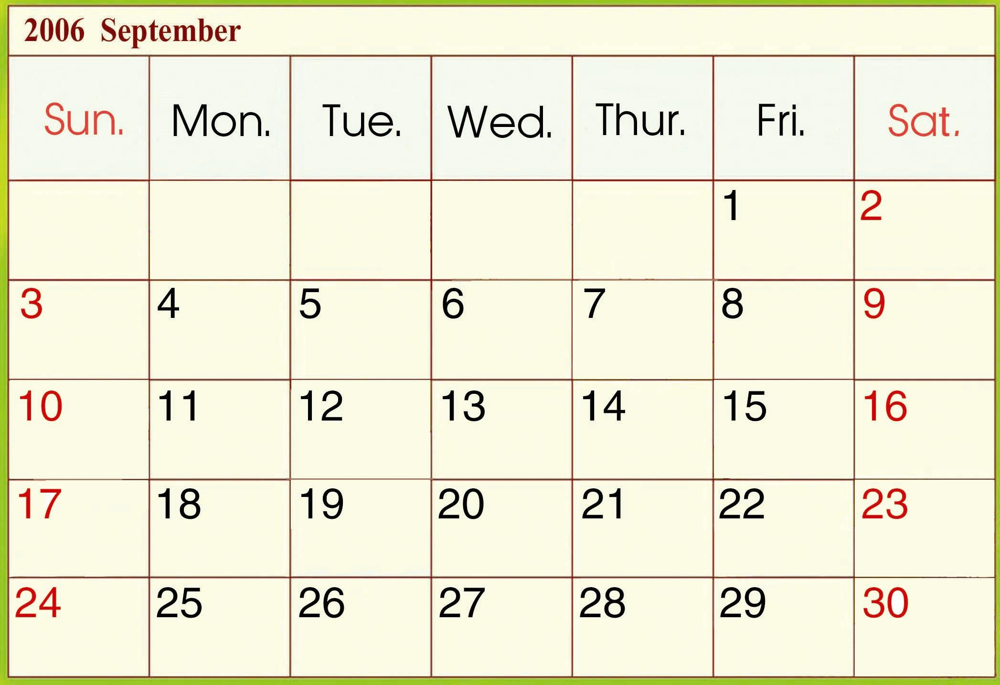 2006 September
Sun. Mon. Tue. Wed. Thur. Fri. Sat.
1 2
3 4 5 6 7 8 9
10 11 12 13 14 15 16
17 18 19 20 21 22 23
24 25 26 27 28 29 30